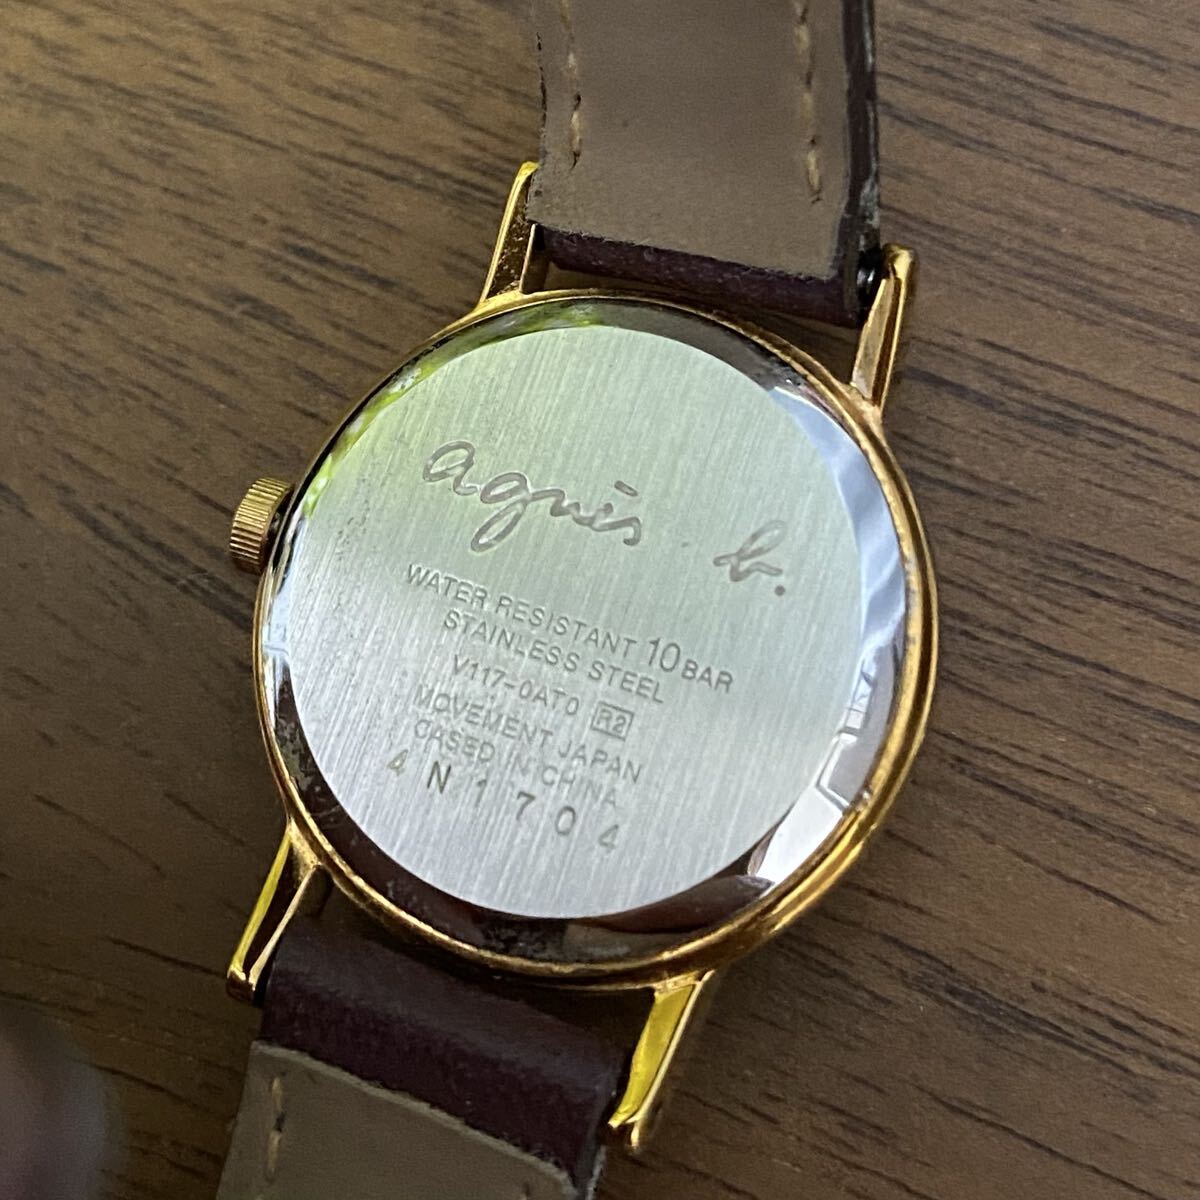 agnès b.
WATER RESISTANT 10 BAR
STAINLESS STEEL
V117-0AT0 R2
MOVEMENT JAPAN
CASED IN CHINA
4N1704